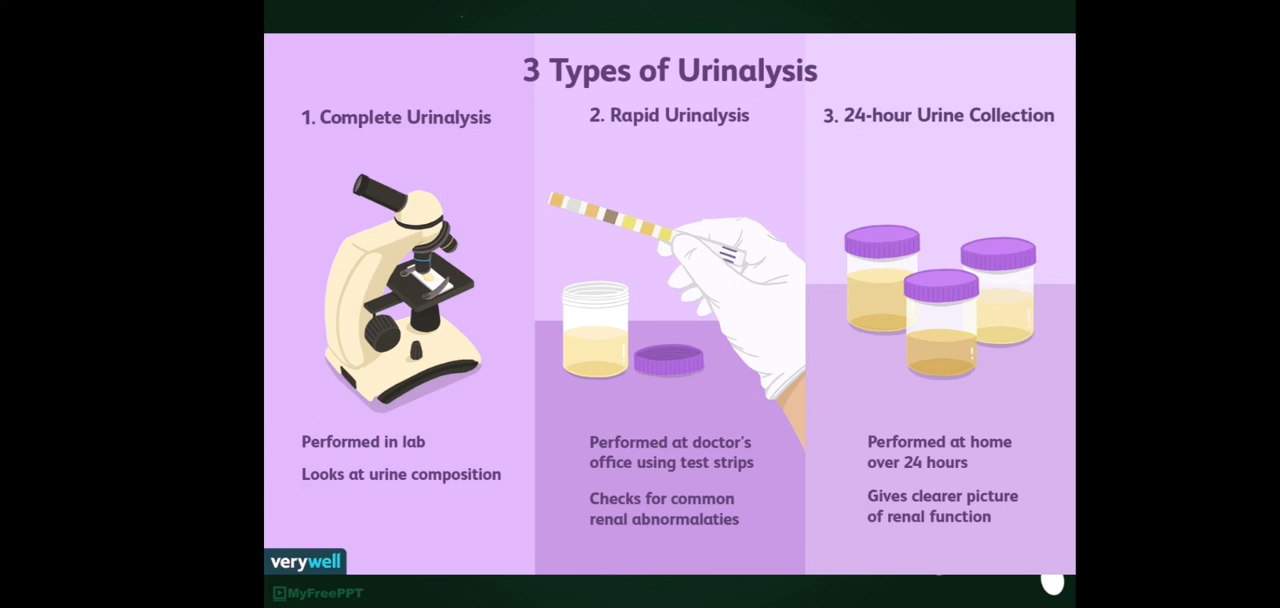 3 Types of Urinalysis
1. Complete Urinalysis
Performed in lab
Looks at urine composition
2. Rapid Urinalysis
Performed at doctor's
office using test strips
Checks for common
renal abnormalaties
3. 24-hour Urine Collection
Performed at home
over 24 hours
Gives clearer picture
of renal function
verywell
MyFreePPT